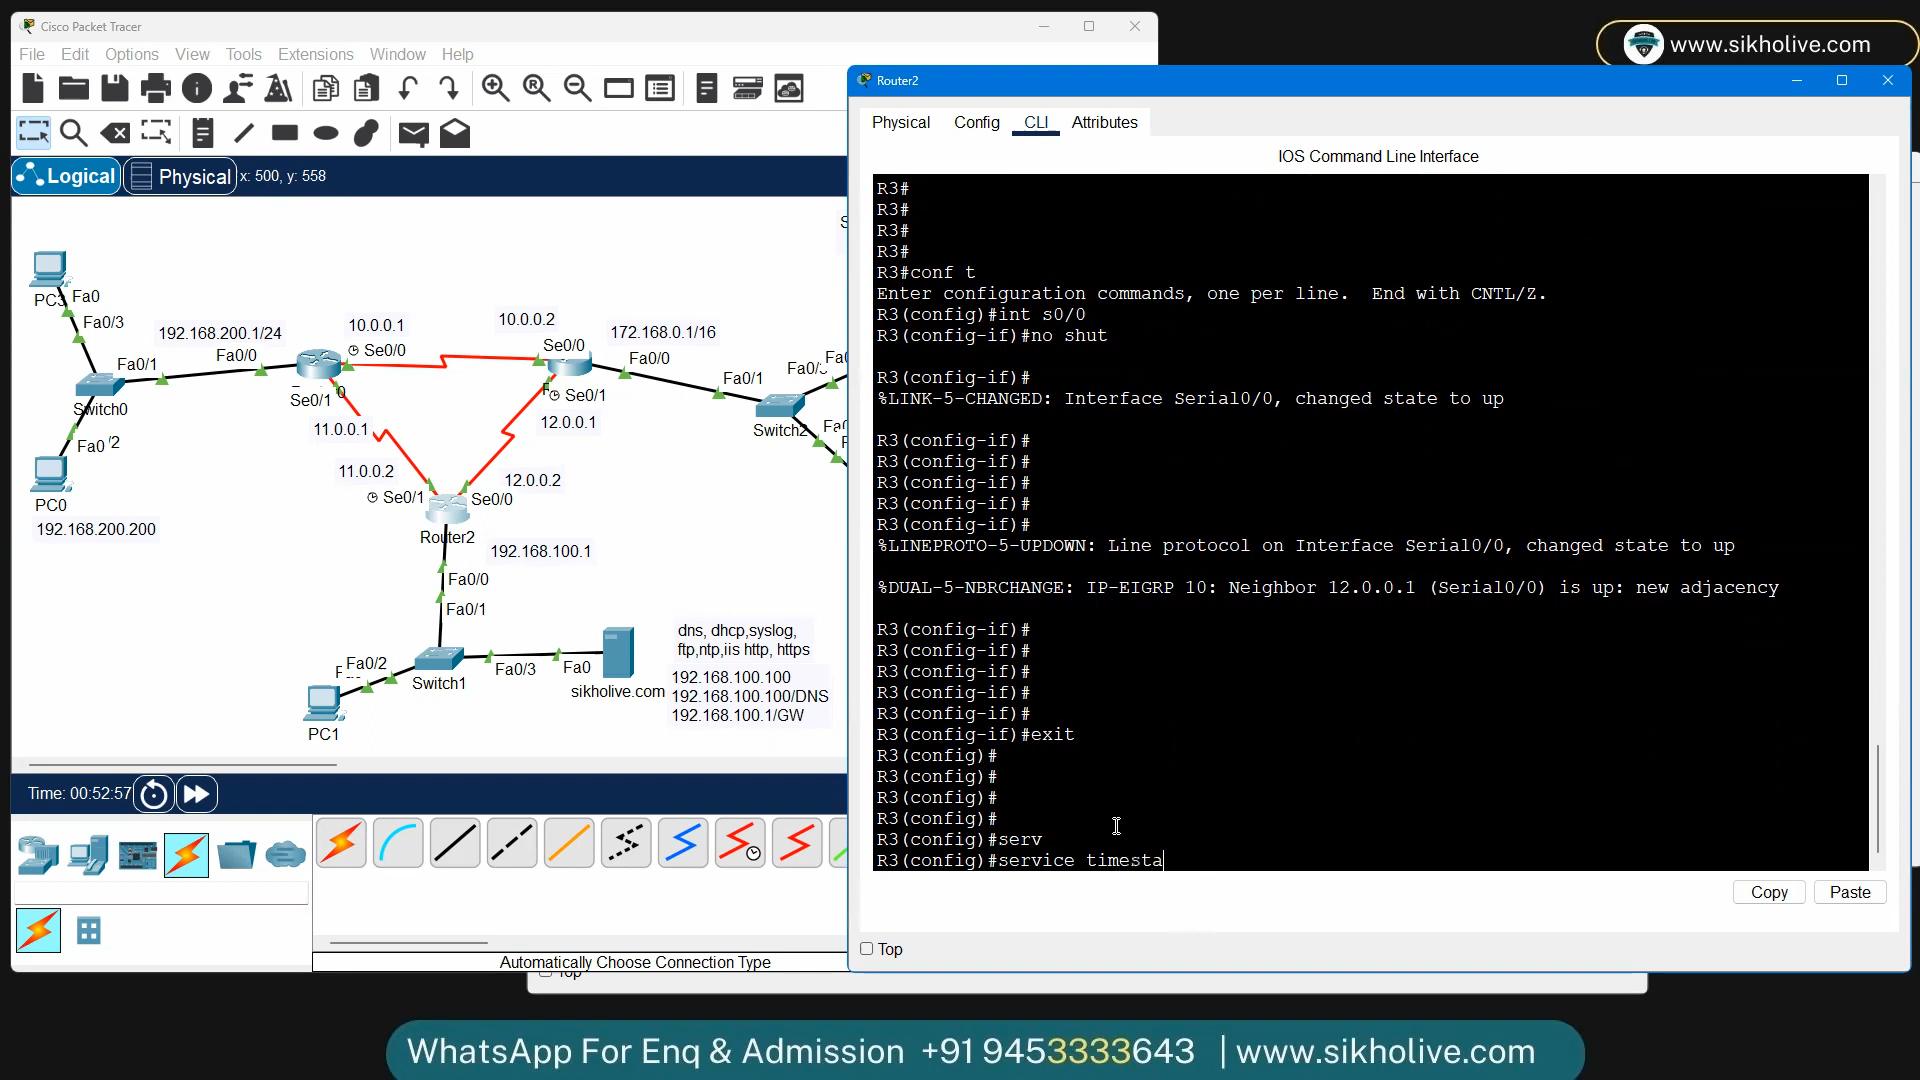 Cisco Packet Tracer
www.sikholive.com
File Edit Options View Tools Extensions Window Help
Router2
Physical Config CLI Attributes
IOS Command Line Interface
Logical
Physical
x: 500, y: 558
PC3
Fa0
Fa0/3
192.168.200.1/24
Fa0/0
Fa0/1
Switch0
Fa0
/2
PC0
192.168.200.200
10.0.0.1
Se0/0
10.0.0.2
Se0/0
172.168.0.1/16
Fa0/0
Se0/1
0
Se0/1
12.0.0.1
11.0.0.1
11.0.0.2
Se0/1
12.0.0.2
Se0/0
Router2
192.168.100.1
Fa0/0
Fa0/1
Fa0/1
Switch2
Fa0/2
Switch1
Fa0/3
Fa0
sikholive.com
PC1
dns, dhcp,syslog,
ftp,ntp,iis http, https
192.168.100.100
192.168.100.100/DNS
192.168.100.1/GW
R3#
R3#
R3#
R3#
R3#conf t
Enter configuration commands, one per line.  End with CNTL/Z.
R3(config)#int s0/0
R3(config-if)#no shut
R3(config-if)#
%LINK-5-CHANGED: Interface Serial0/0, changed state to up
R3(config-if)#
R3(config-if)#
R3(config-if)#
R3(config-if)#
R3(config-if)#
%LINEPROTO-5-UPDOWN: Line protocol on Interface Serial0/0, changed state to up
%DUAL-5-NBRCHANGE: IP-EIGRP 10: Neighbor 12.0.0.1 (Serial0/0) is up: new adjacency
R3(config-if)#
R3(config-if)#
R3(config-if)#
R3(config-if)#
R3(config-if)#
R3(config-if)#exit
R3(config)#
R3(config)#
R3(config)#
R3(config)#
R3(config)#serv
R3(config)#service timesta
Copy Paste
Top
Time: 00:52:57
Automatically Choose Connection Type
WhatsApp For Enq & Admission +91 9453333643 | www.sikholive.com